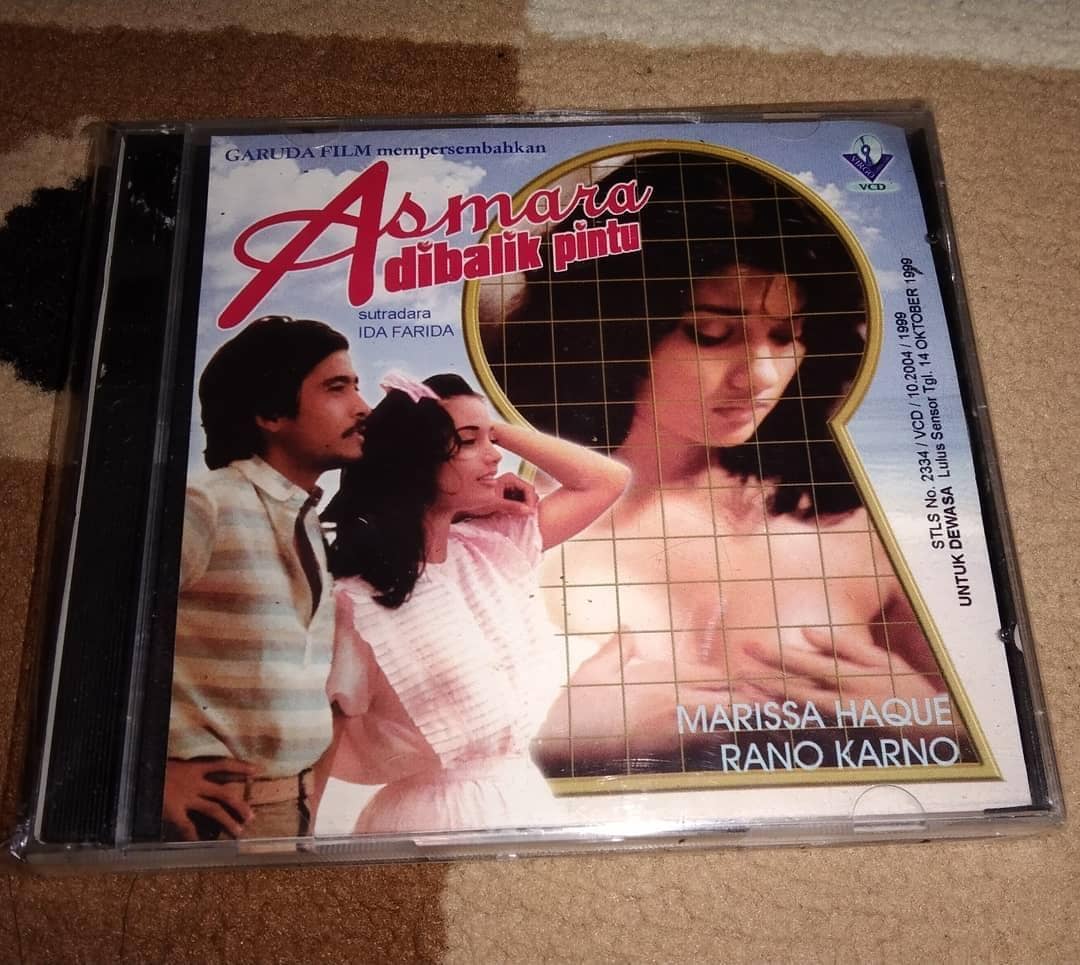 GARUDA FILM mempersembahkan
Asmara
dibalik pintu
sutradara
IDA FARIDA
VIRGO
VCD
STLS No. 2334 / VCD / 10.2004 / 1999
UNTUK DEWASA Lulus Sensor Tgl. 14 OKTOBER 1999
MARISSA HAQUE
RANO KARNO